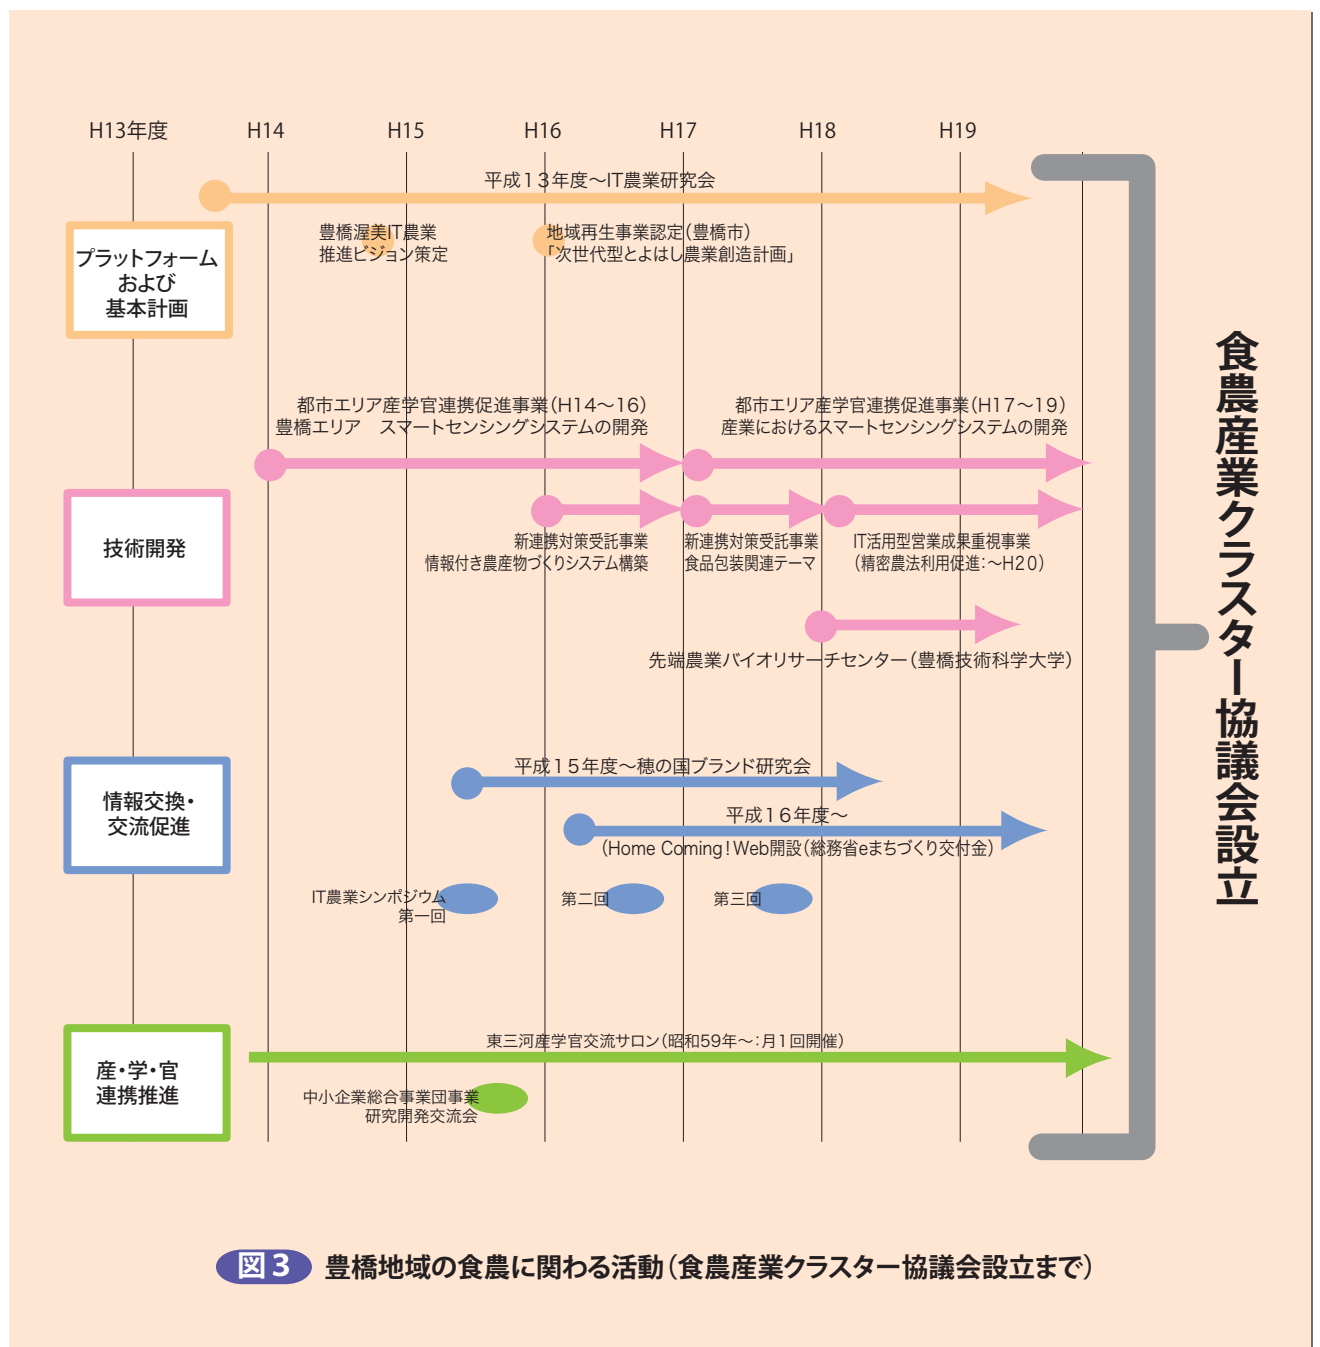 H13年度 H14 H15 H16 H17 H18 H19
平成13年度～IT農業研究会
豊橋渥美IT農業
推進ビジョン策定
地域再生事業認定（豊橋市）
「次世代型とよはし農業創造計画」
プラットフォーム
および
基本計画
都市エリア産学官連携促進事業（H14～16）
豊橋エリア　スマートセンシングシステムの開発
都市エリア産学官連携促進事業（H17～19）
産業におけるスマートセンシングシステムの開発
技術開発
新連携対策受託事業
情報付き農産物づくりシステム構築
新連携対策受託事業
食品包装関連テーマ
IT活用型営業成果重視事業
（精密農法利用促進：～H20）
先端農業バイオリサーチセンター（豊橋技術科学大学）
情報交換・
交流促進
平成15年度～穂の国ブランド研究会
平成16年度～
（Home Coming！Web開設（総務省eまちづくり交付金）
IT農業シンポジウム
第一回
第二回
第三回
産・学・官
連携推進
東三河産学官交流サロン（昭和59年～：月1回開催）
中小企業総合事業団事業
研究開発交流会
食農産業クラスター協議会設立
図3 豊橋地域の食農に関わる活動（食農産業クラスター協議会設立まで）